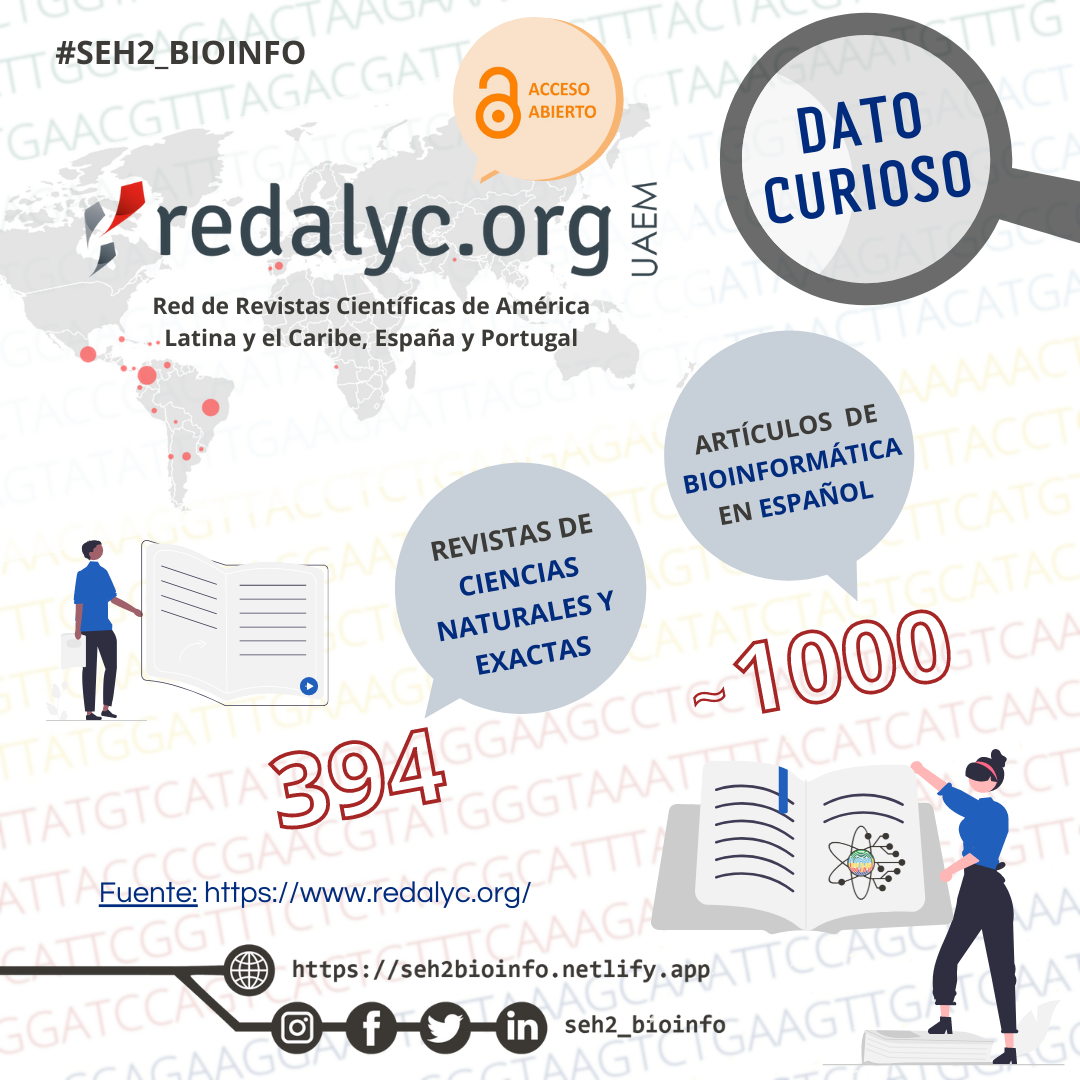 #SEH2_BIOINFO
ACCESO
ABIERTO
DATO
CURIOSO
redalyc.org
UAEM
Red de Revistas Científicas de América
Latina y el Caribe, España y Portugal
ARTÍCULOS DE
BIOINFORMÁTICA
EN ESPAÑOL
~1000
REVISTAS DE
CIENCIAS
NATURALES Y
EXACTAS
394
Fuente: https://www.redalyc.org/
https://seh2bioinfo.netlify.app
seh2_bioinfo